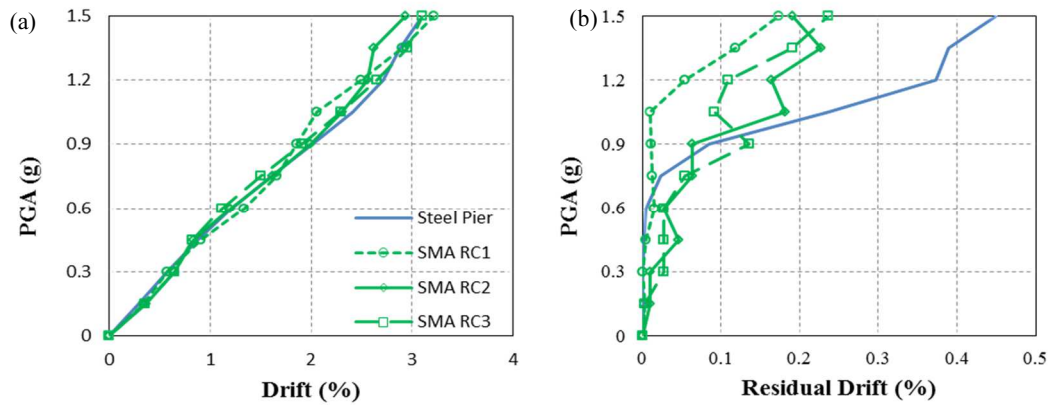 (a)
1.5
1.2
0.9
0.6
0.3
0
PGA (g)
Steel Pier
SMA RC1
SMA RC2
SMA RC3
0 1 2 3 4
Drift (%)
(b)
1.5
1.2
0.9
0.6
0.3
0
PGA (g)
0 0.1 0.2 0.3 0.4 0.5
Residual Drift (%)